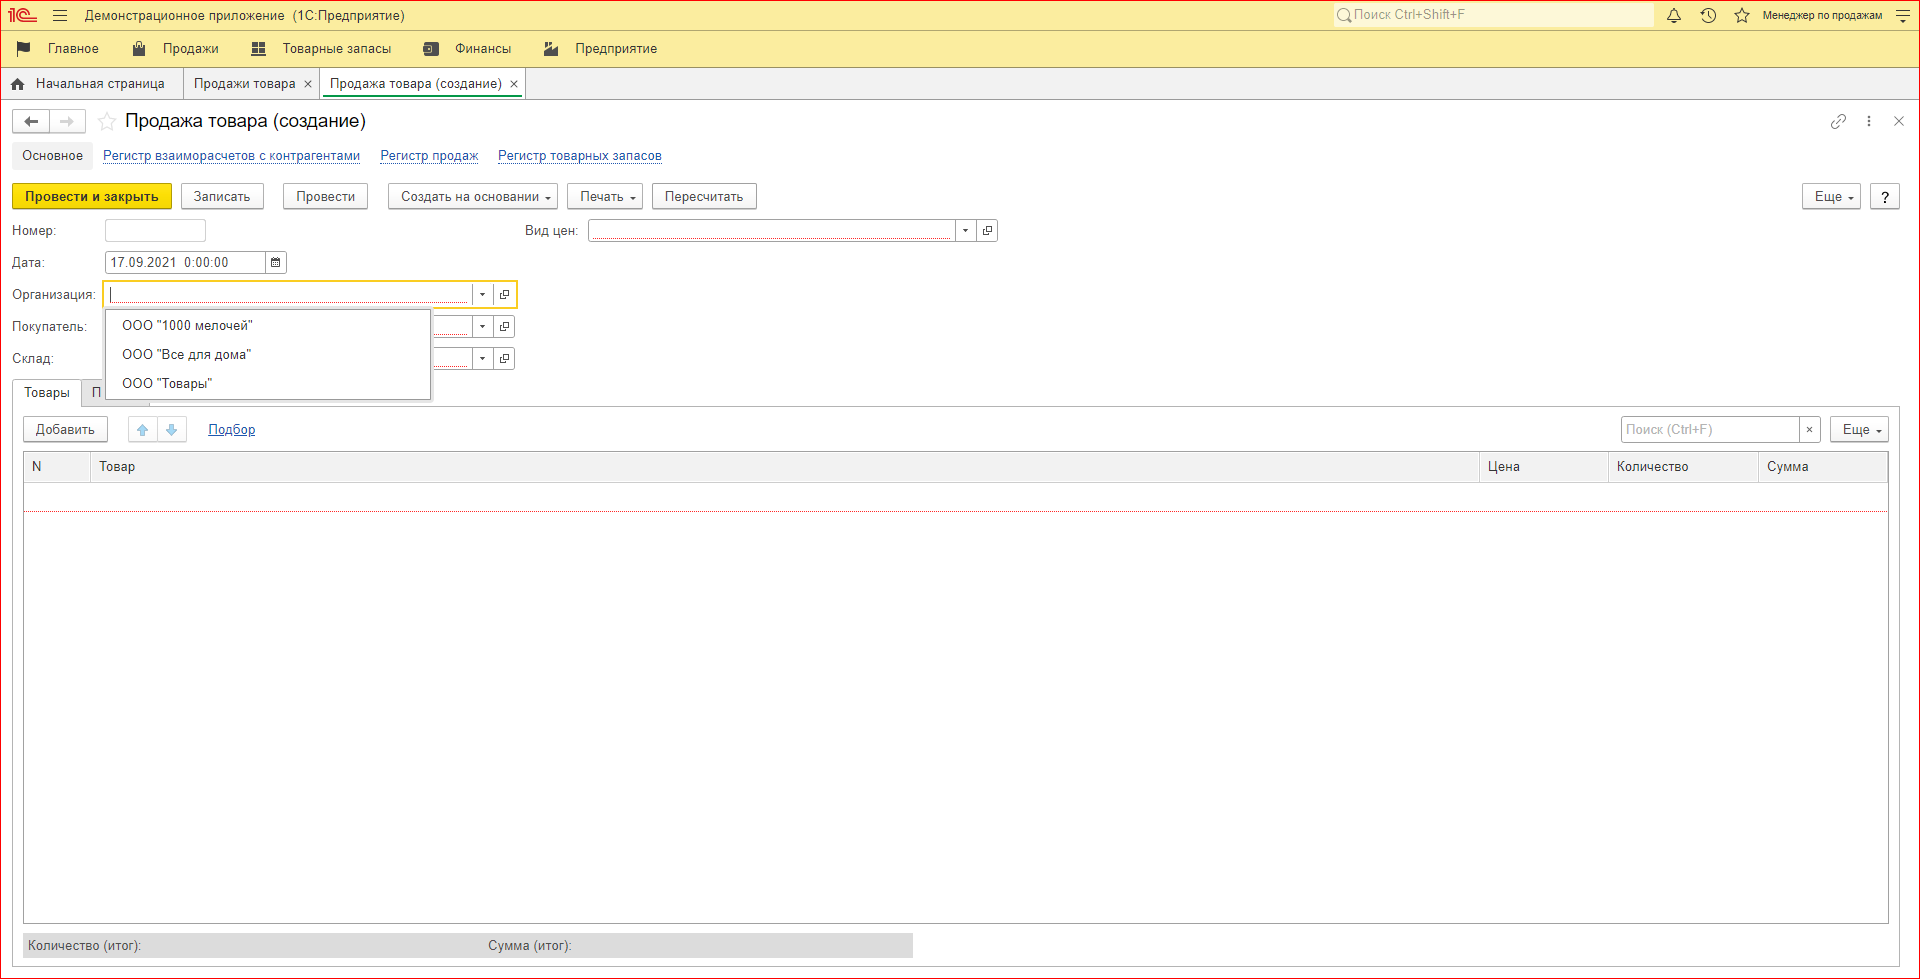 1С Демонстрационное приложение (1С:Предприятие) Поиск Ctrl+Shift+F Менеджер по продажам
Главное Продажи Товарные запасы Финансы Предприятие
Начальная страница Продажи товара × Продажа товара (создание) ×
Продажа товара (создание)
Основное Регистр взаиморасчетов с контрагентами Регистр продаж Регистр товарных запасов
Провести и закрыть Записать Провести Создать на основании Печать Пересчитать Еще ?
Номер: Вид цен:
Дата: 17.09.2021 0:00:00
Организация:
Покупатель: ООО "1000 мелочей"
ООО "Все для дома"
Склад:
ООО "Товары"
Товары П
Добавить Подбор Поиск (Ctrl+F) × Еще
N Товар Цена Количество Сумма
Количество (итог): Сумма (итог):